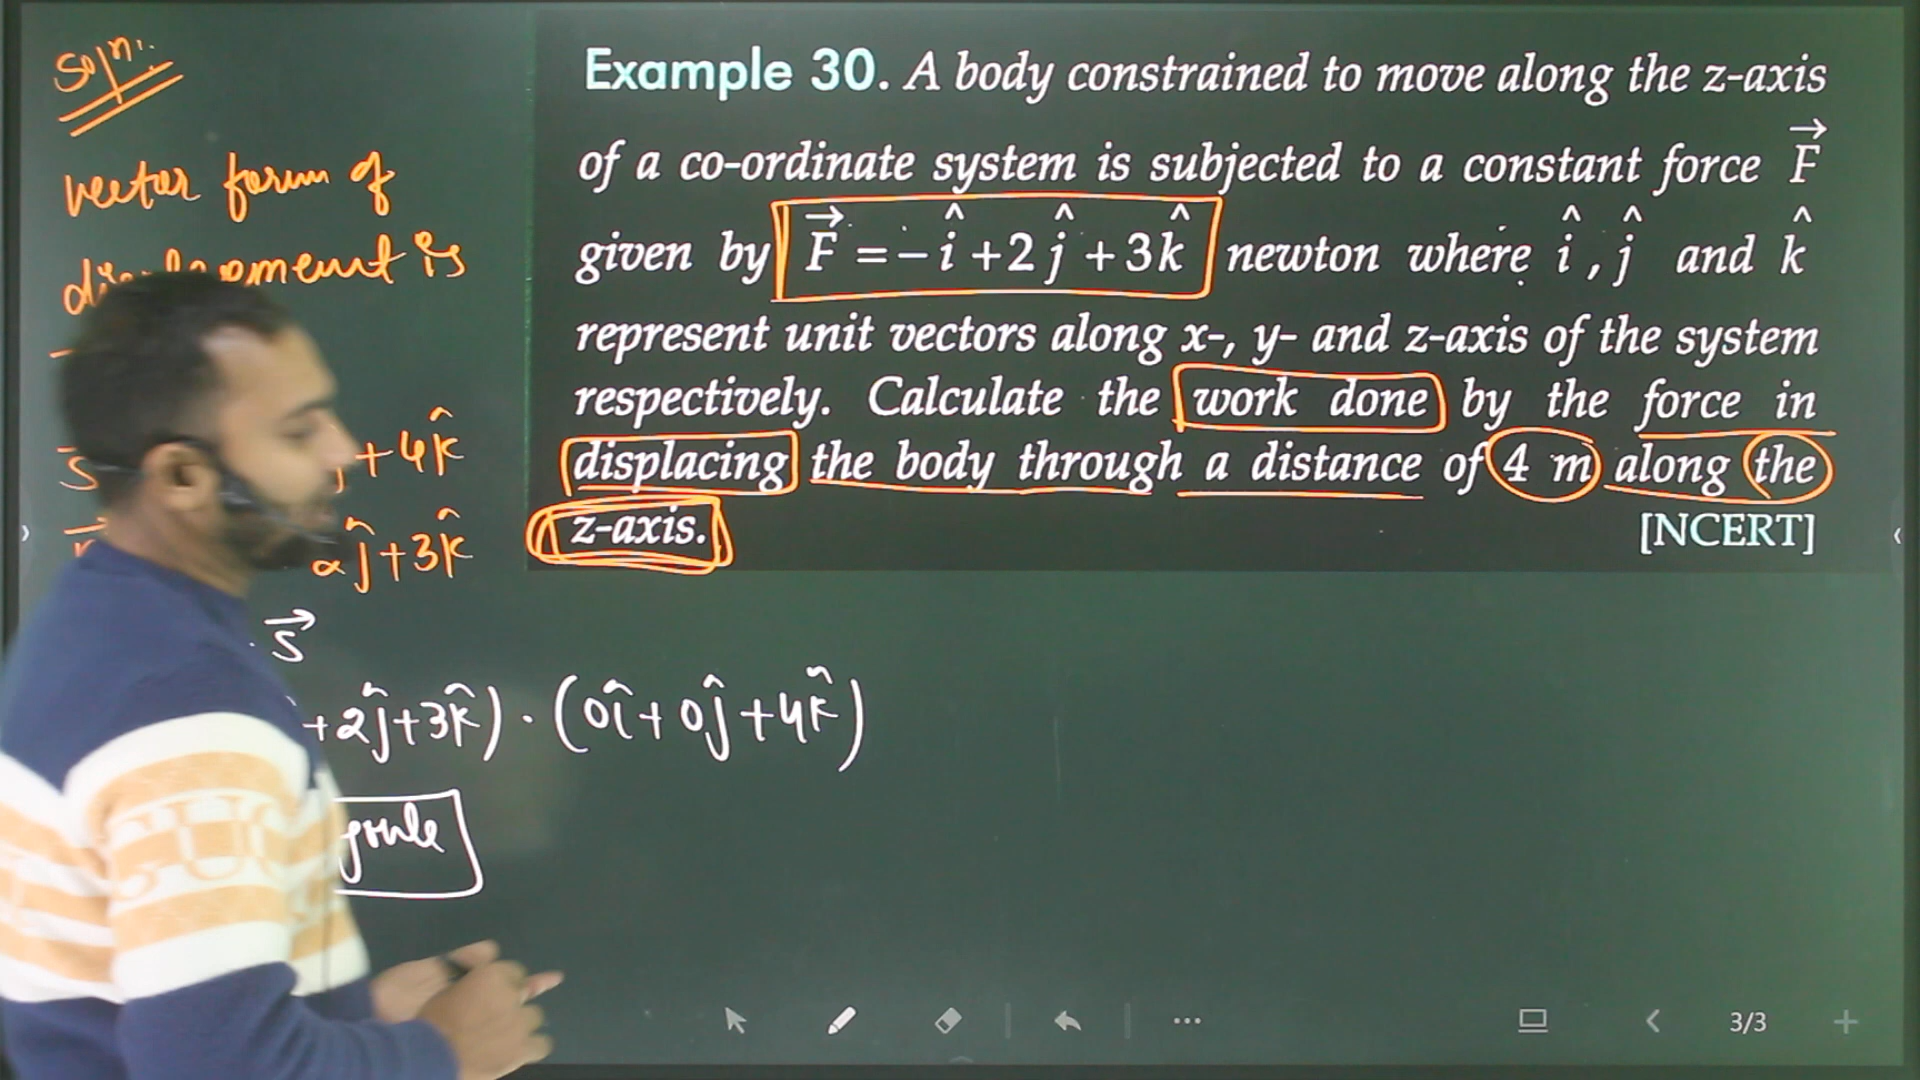 Soln:
vector form of
displacement is
+4k̂
2ĵ+3k̂
. s⃗
+2ĵ+3k̂) · (0î+0ĵ+4k̂)
joule
Example 30. A body constrained to move along the z-axis
of a co-ordinate system is subjected to a constant force F⃗
given by F⃗ = -î+2ĵ+3k̂ newton where î, ĵ and k̂
represent unit vectors along x-, y- and z-axis of the system
respectively. Calculate the work done by the force in
displacing the body through a distance of 4 m along the
z-axis.
[NCERT]
3/3